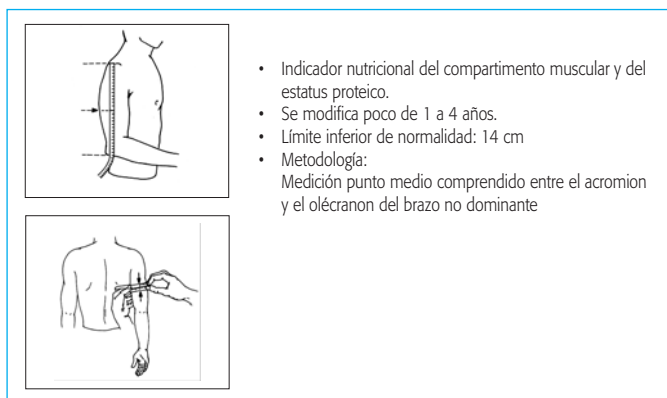 • Indicador nutricional del compartimento muscular y del
estatus proteico.
• Se modifica poco de 1 a 4 años.
• Límite inferior de normalidad: 14 cm
• Metodología:
Medición punto medio comprendido entre el acromion
y el olécranon del brazo no dominante